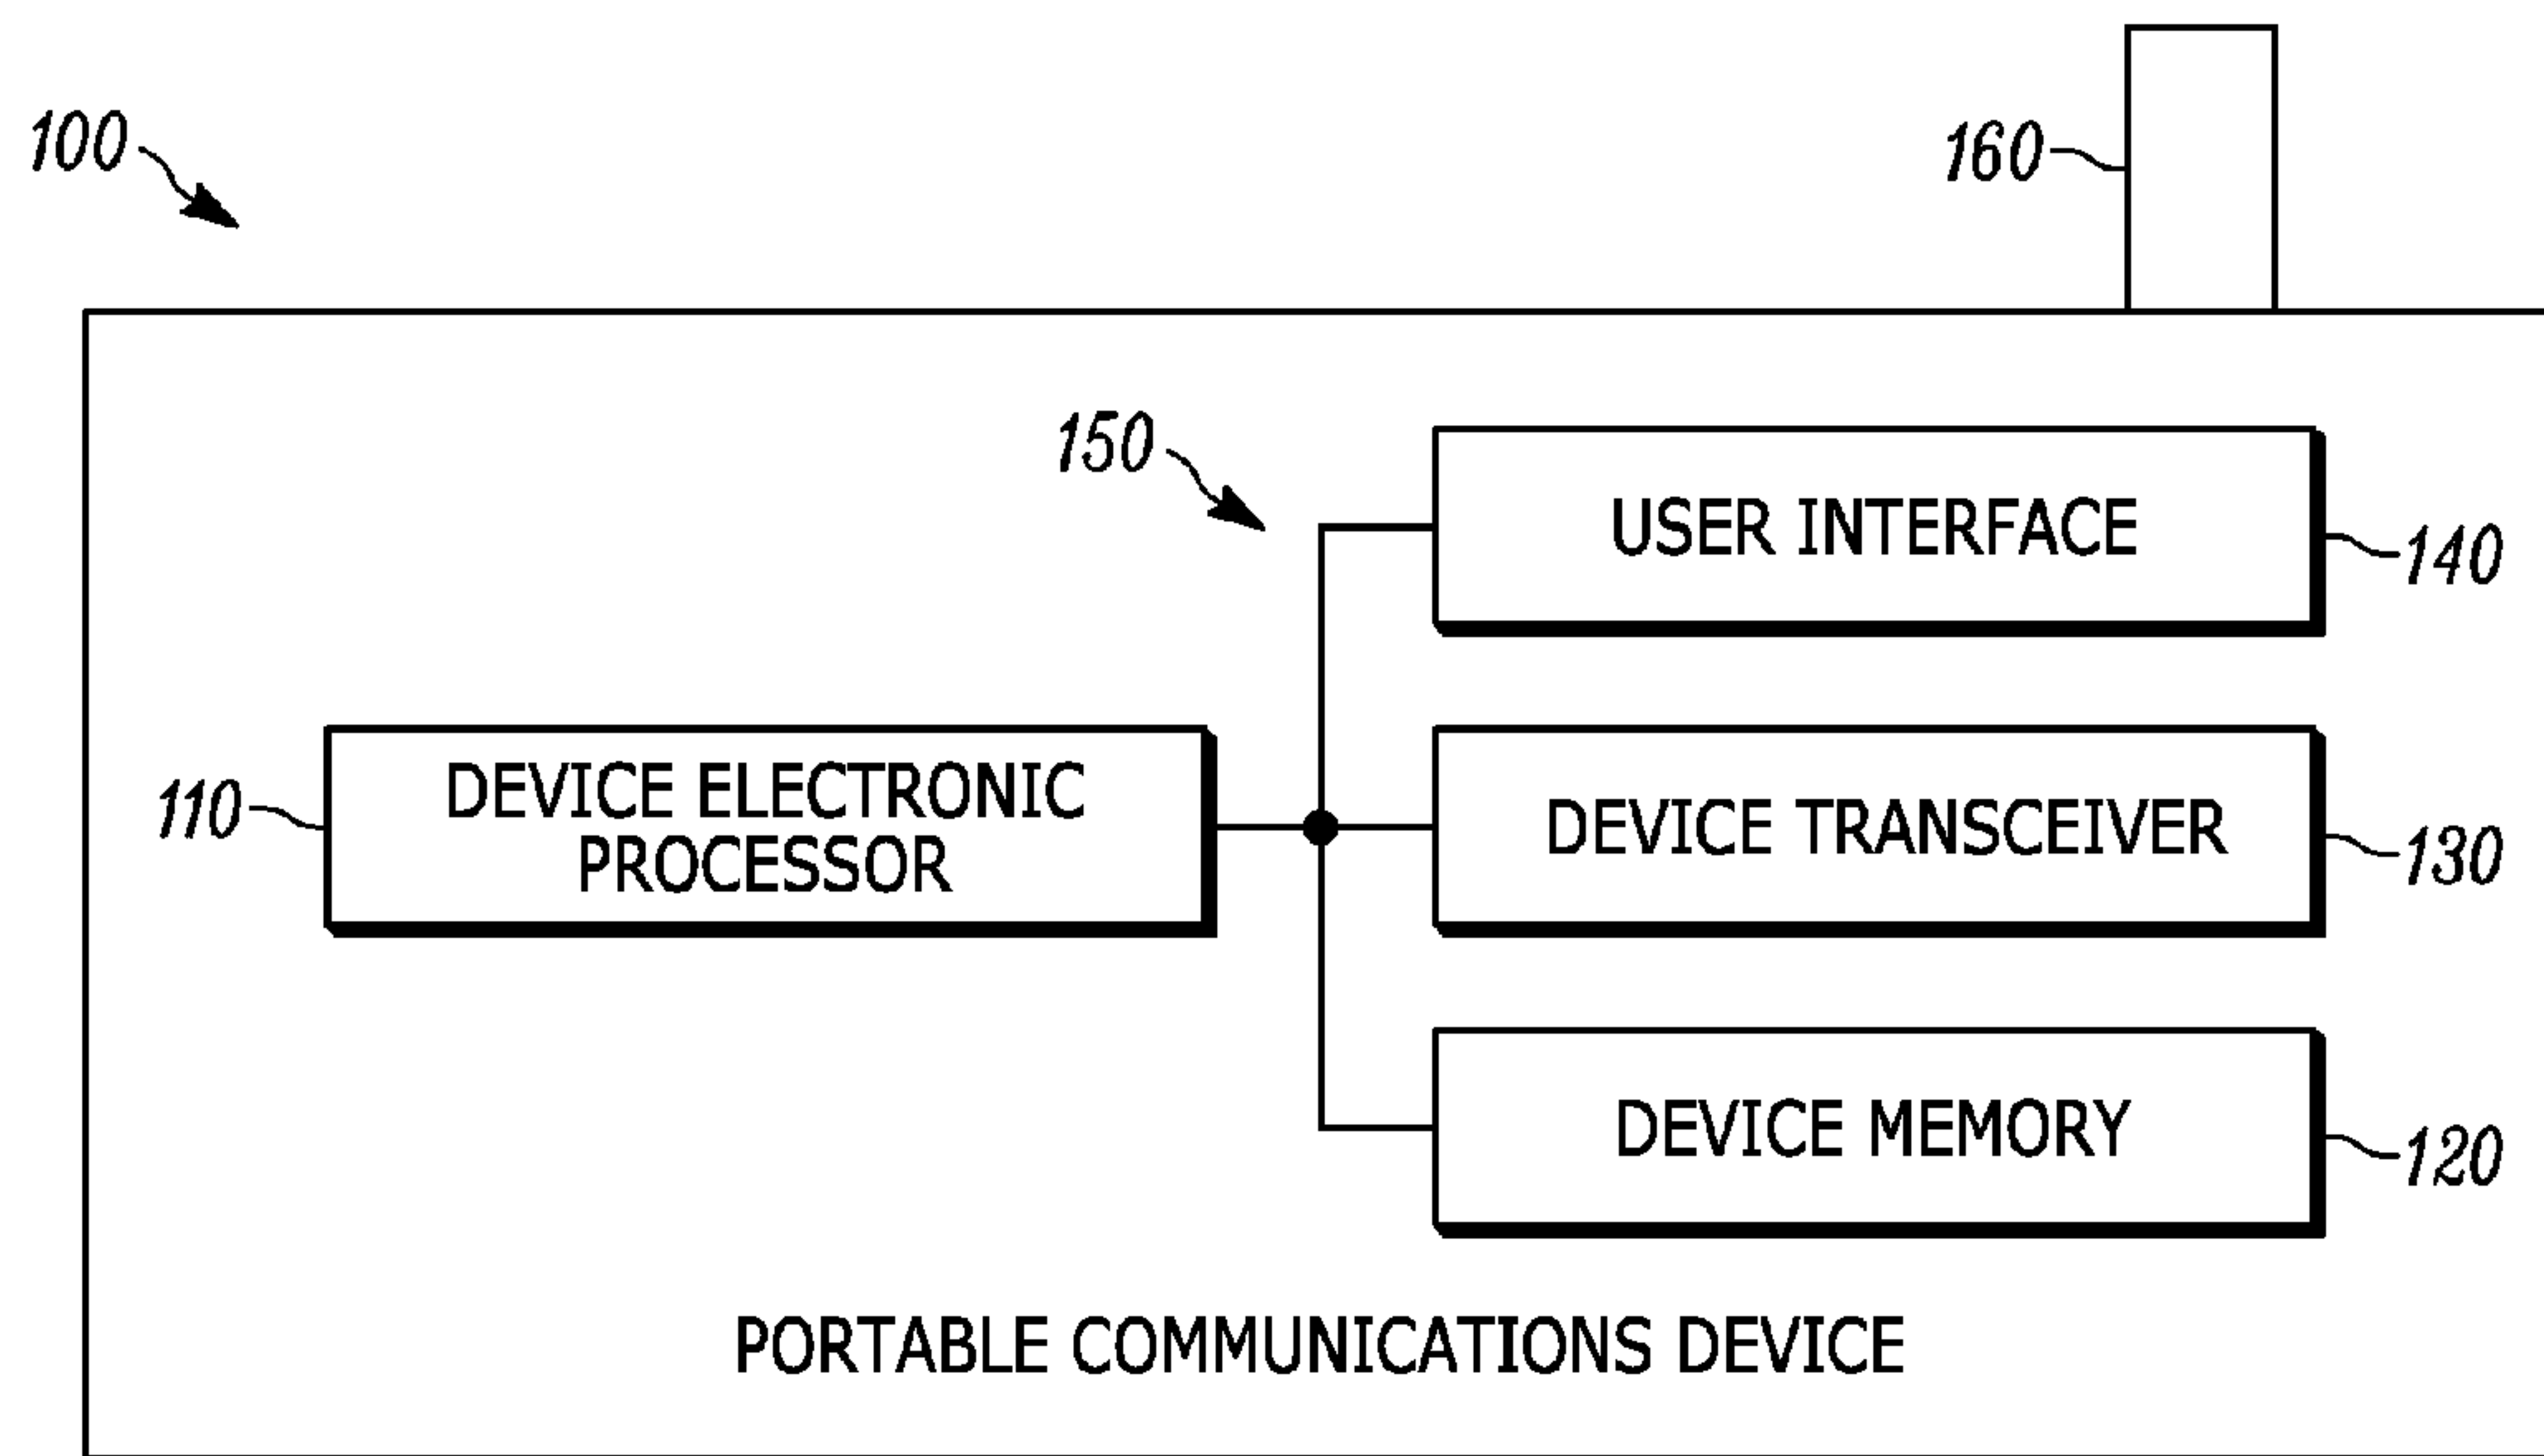 100
160
150
USER INTERFACE
140
110
DEVICE ELECTRONIC
PROCESSOR
DEVICE TRANSCEIVER
130
DEVICE MEMORY
120
PORTABLE COMMUNICATIONS DEVICE